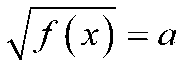 √f(x) = a